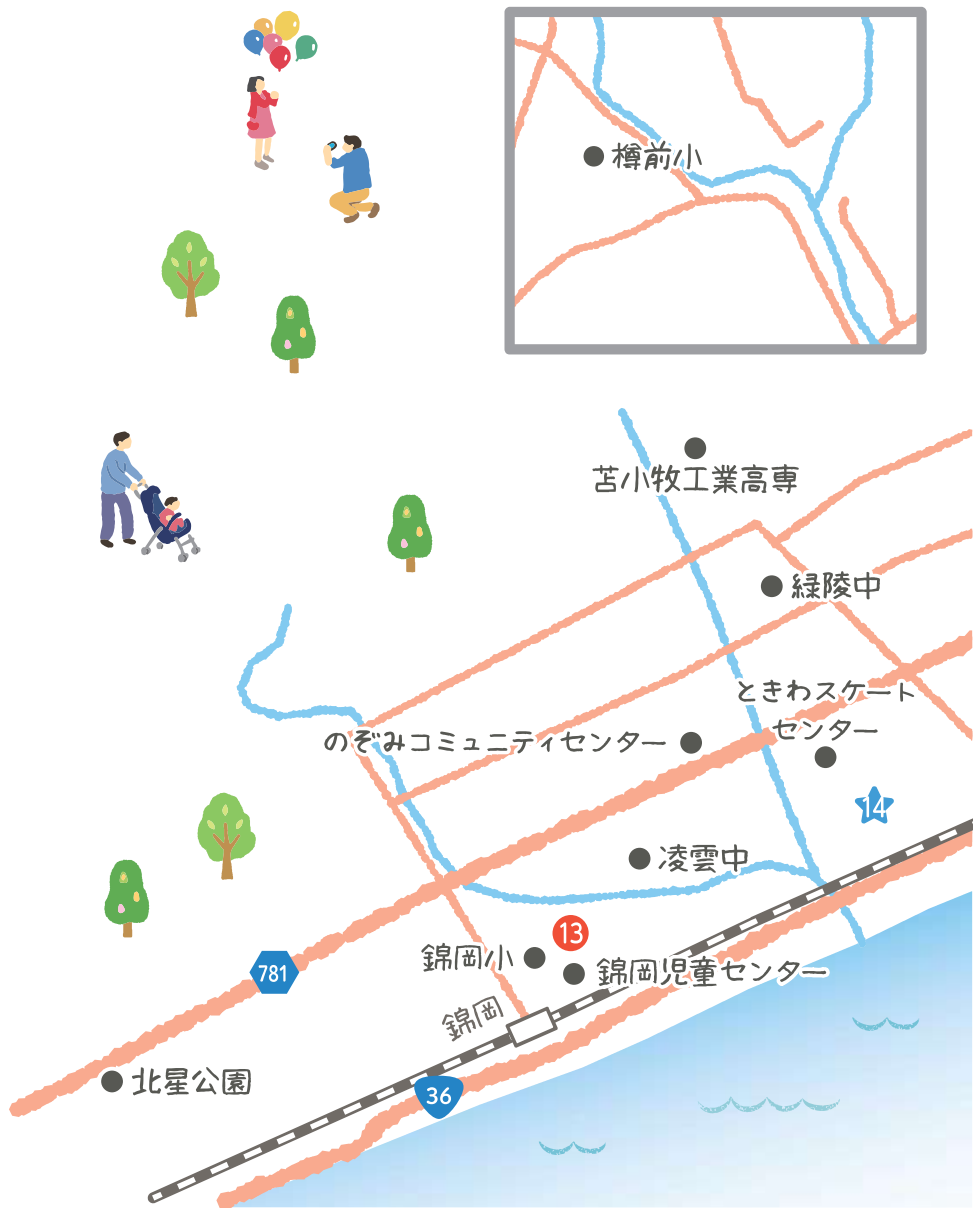 樽前小
苫小牧工業高専
緑陵中
ときわスケート
センター
のぞみコミュニティセンター
14
凌雲中
13
錦岡小
錦岡児童センター
781
錦岡
北星公園
36